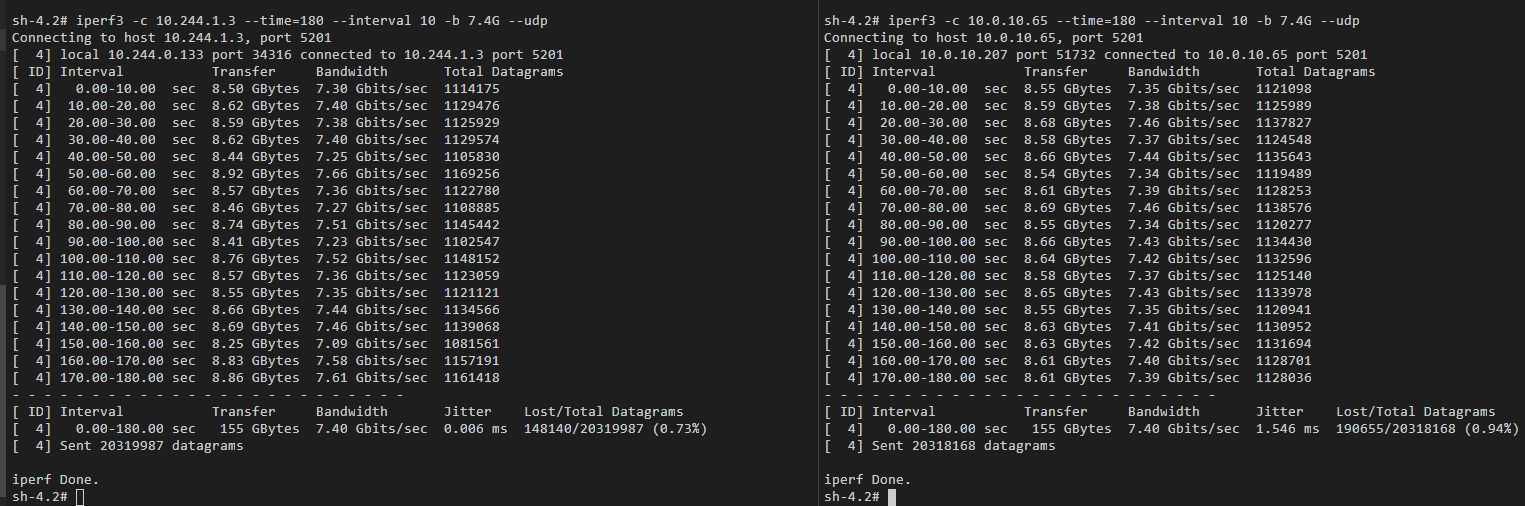 sh-4.2# iperf3 -c 10.244.1.3 --time=180 --interval 10 -b 7.4G --udp
Connecting to host 10.244.1.3, port 5201
[  4] local 10.244.0.133 port 34316 connected to 10.244.1.3 port 5201
[ ID] Interval           Transfer     Bandwidth       Total Datagrams
[  4]   0.00-10.00  sec  8.50 GBytes  7.30 Gbits/sec  1114175
[  4]  10.00-20.00  sec  8.62 GBytes  7.40 Gbits/sec  1129476
[  4]  20.00-30.00  sec  8.59 GBytes  7.38 Gbits/sec  1125929
[  4]  30.00-40.00  sec  8.62 GBytes  7.40 Gbits/sec  1129574
[  4]  40.00-50.00  sec  8.44 GBytes  7.25 Gbits/sec  1105830
[  4]  50.00-60.00  sec  8.92 GBytes  7.66 Gbits/sec  1169256
[  4]  60.00-70.00  sec  8.57 GBytes  7.36 Gbits/sec  1122780
[  4]  70.00-80.00  sec  8.46 GBytes  7.27 Gbits/sec  1108885
[  4]  80.00-90.00  sec  8.74 GBytes  7.51 Gbits/sec  1145442
[  4]  90.00-100.00 sec  8.41 GBytes  7.23 Gbits/sec  1102547
[  4] 100.00-110.00 sec  8.76 GBytes  7.52 Gbits/sec  1148152
[  4] 110.00-120.00 sec  8.57 GBytes  7.36 Gbits/sec  1123059
[  4] 120.00-130.00 sec  8.55 GBytes  7.35 Gbits/sec  1121121
[  4] 130.00-140.00 sec  8.66 GBytes  7.44 Gbits/sec  1134566
[  4] 140.00-150.00 sec  8.69 GBytes  7.46 Gbits/sec  1139068
[  4] 150.00-160.00 sec  8.25 GBytes  7.09 Gbits/sec  1081561
[  4] 160.00-170.00 sec  8.83 GBytes  7.58 Gbits/sec  1157191
[  4] 170.00-180.00 sec  8.86 GBytes  7.61 Gbits/sec  1161418
- - - - - - - - - - - - - - - - - - - - - - - - -
[ ID] Interval           Transfer     Bandwidth       Jitter    Lost/Total Datagrams
[  4]   0.00-180.00 sec   155 GBytes  7.40 Gbits/sec  0.006 ms  148140/20319987 (0.73%)
[  4] Sent 20319987 datagrams
iperf Done.
sh-4.2#
sh-4.2# iperf3 -c 10.0.10.65 --time=180 --interval 10 -b 7.4G --udp
Connecting to host 10.0.10.65, port 5201
[  4] local 10.0.10.207 port 51732 connected to 10.0.10.65 port 5201
[ ID] Interval           Transfer     Bandwidth       Total Datagrams
[  4]   0.00-10.00  sec  8.55 GBytes  7.35 Gbits/sec  1121098
[  4]  10.00-20.00  sec  8.59 GBytes  7.38 Gbits/sec  1125989
[  4]  20.00-30.00  sec  8.68 GBytes  7.46 Gbits/sec  1137827
[  4]  30.00-40.00  sec  8.58 GBytes  7.37 Gbits/sec  1124548
[  4]  40.00-50.00  sec  8.66 GBytes  7.44 Gbits/sec  1135643
[  4]  50.00-60.00  sec  8.54 GBytes  7.34 Gbits/sec  1119489
[  4]  60.00-70.00  sec  8.61 GBytes  7.39 Gbits/sec  1128253
[  4]  70.00-80.00  sec  8.69 GBytes  7.46 Gbits/sec  1138576
[  4]  80.00-90.00  sec  8.55 GBytes  7.34 Gbits/sec  1120277
[  4]  90.00-100.00 sec  8.66 GBytes  7.43 Gbits/sec  1134430
[  4] 100.00-110.00 sec  8.64 GBytes  7.42 Gbits/sec  1132596
[  4] 110.00-120.00 sec  8.58 GBytes  7.37 Gbits/sec  1125140
[  4] 120.00-130.00 sec  8.65 GBytes  7.43 Gbits/sec  1133978
[  4] 130.00-140.00 sec  8.55 GBytes  7.35 Gbits/sec  1120941
[  4] 140.00-150.00 sec  8.63 GBytes  7.41 Gbits/sec  1130952
[  4] 150.00-160.00 sec  8.63 GBytes  7.42 Gbits/sec  1131694
[  4] 160.00-170.00 sec  8.61 GBytes  7.40 Gbits/sec  1128701
[  4] 170.00-180.00 sec  8.61 GBytes  7.39 Gbits/sec  1128036
- - - - - - - - - - - - - - - - - - - - - - - - -
[ ID] Interval           Transfer     Bandwidth       Jitter    Lost/Total Datagrams
[  4]   0.00-180.00 sec   155 GBytes  7.40 Gbits/sec  1.546 ms  190655/20318168 (0.94%)
[  4] Sent 20318168 datagrams
iperf Done.
sh-4.2#